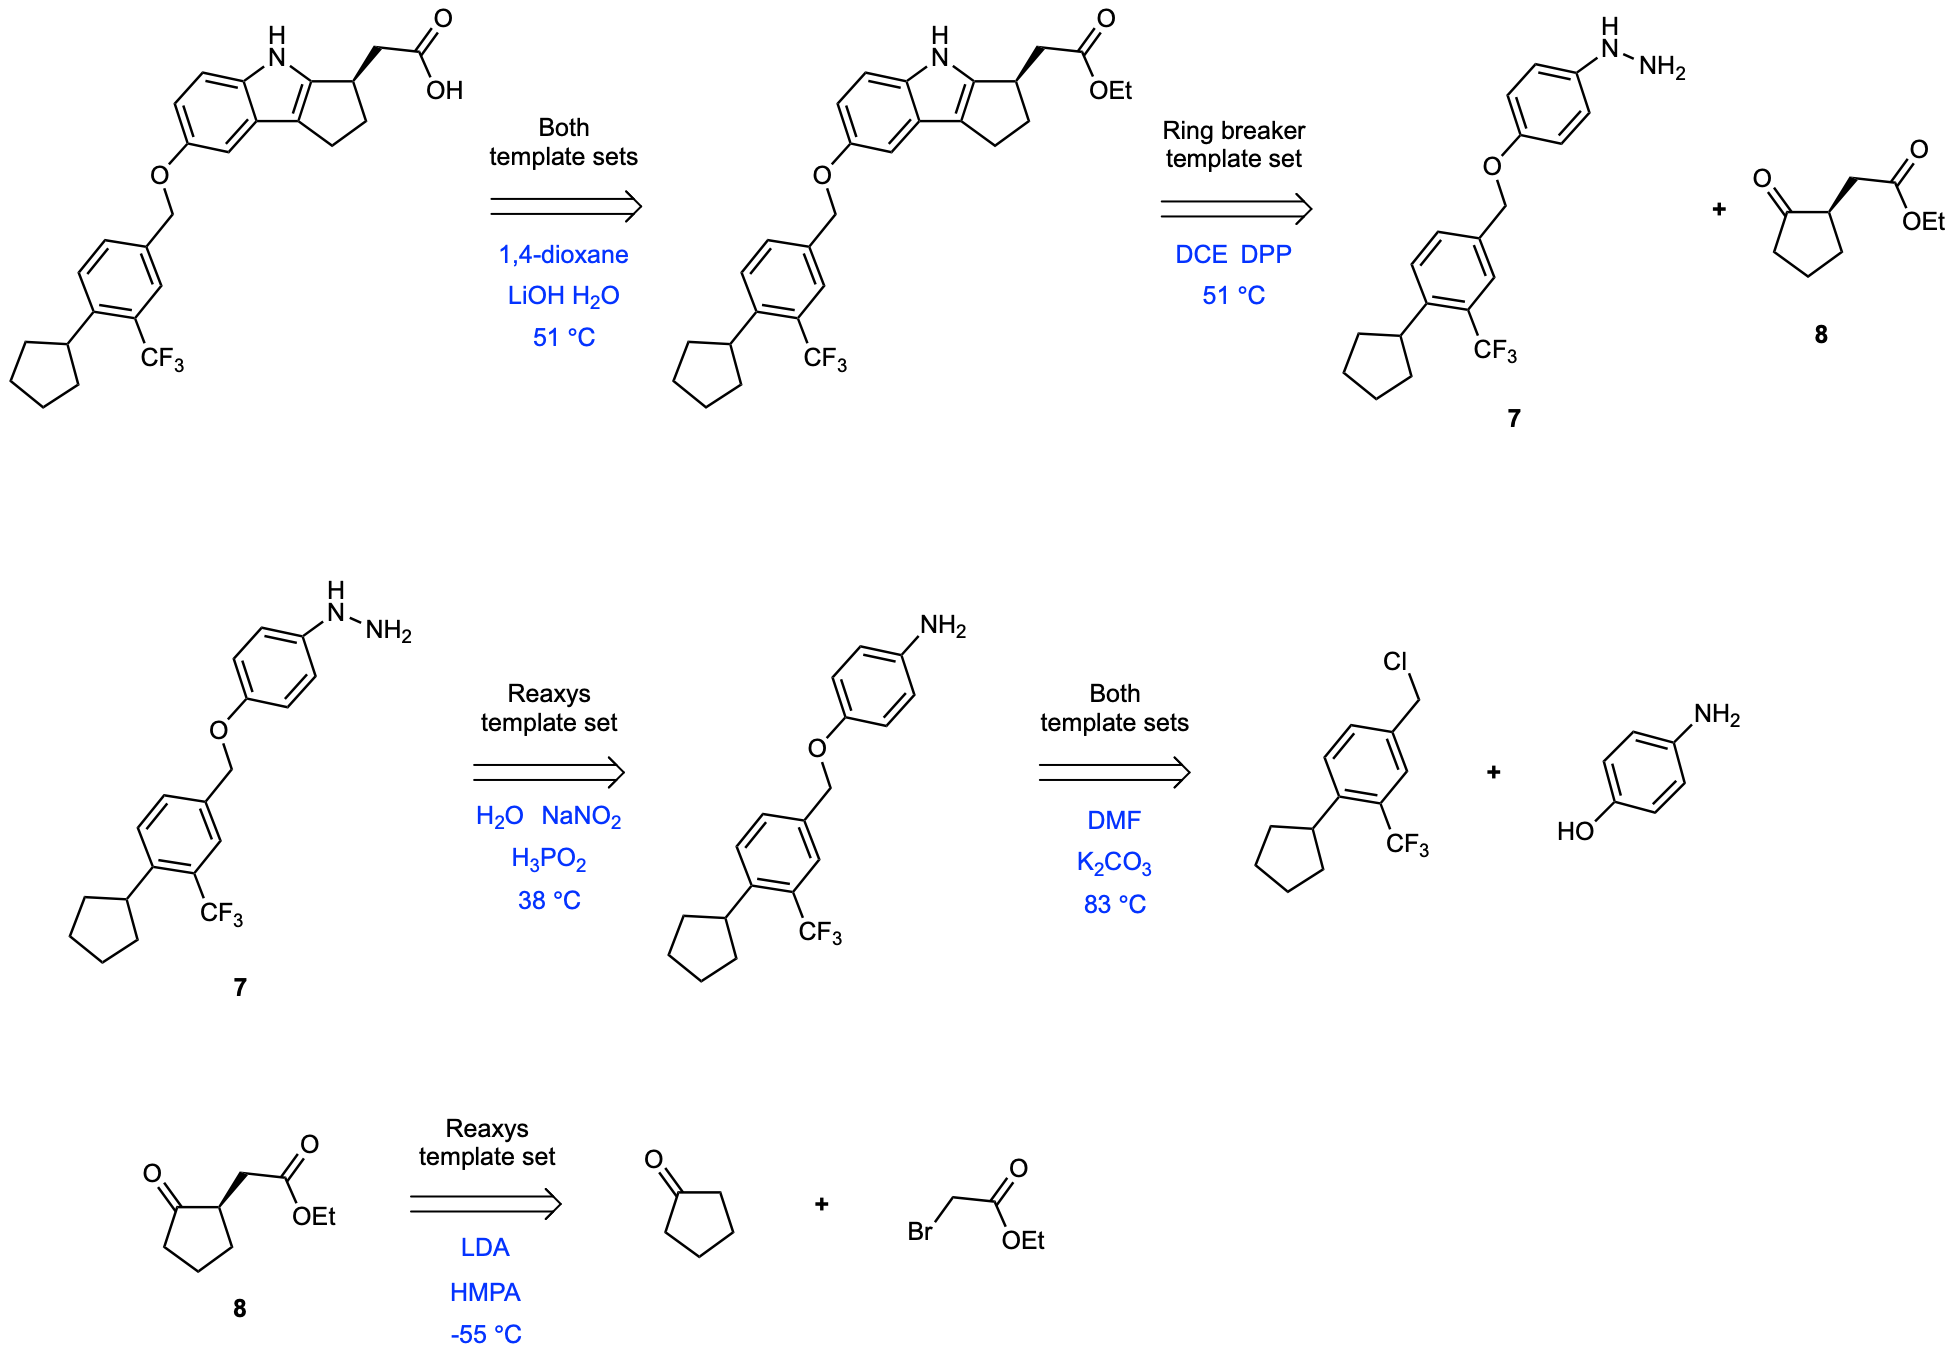 H
N
O
OH
O
CF3
Both
template sets
1,4-dioxane
LiOH H2O
51 °C
H
N
O
OEt
O
CF3
Ring breaker
template set
DCE DPP
51 °C
H
N
NH2
O
CF3
7
+
O
O
OEt
8
H
N
NH2
O
CF3
7
Reaxys
template set
H2O NaNO2
H3PO2
38 °C
NH2
O
CF3
Both
template sets
DMF
K2CO3
83 °C
Cl
CF3
+
NH2
HO
O
O
OEt
8
Reaxys
template set
LDA
HMPA
-55 °C
O
+
O
Br
OEt